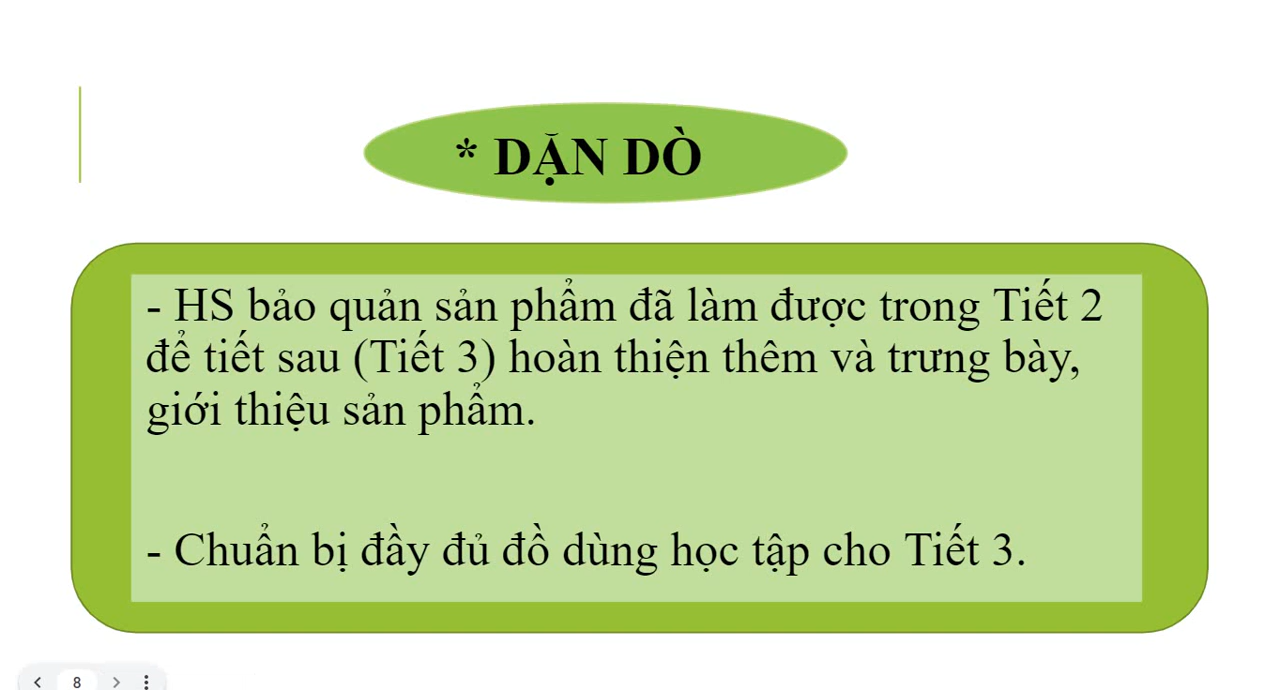 * DẶN DÒ
- HS bảo quản sản phẩm đã làm được trong Tiết 2
để tiết sau (Tiết 3) hoàn thiện thêm và trưng bày,
giới thiệu sản phẩm.
- Chuẩn bị đầy đủ đồ dùng học tập cho Tiết 3.
8